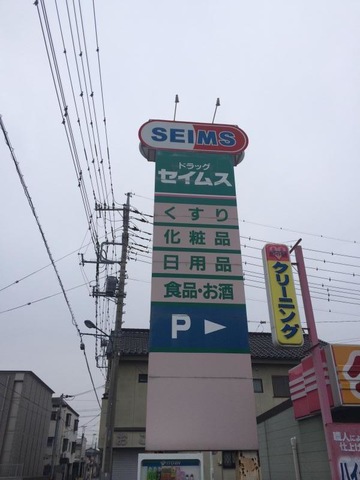 SEIMS
ドラッグ
セイムス
くすり
化粧品
日用品
食品・お酒
P
クリーニング